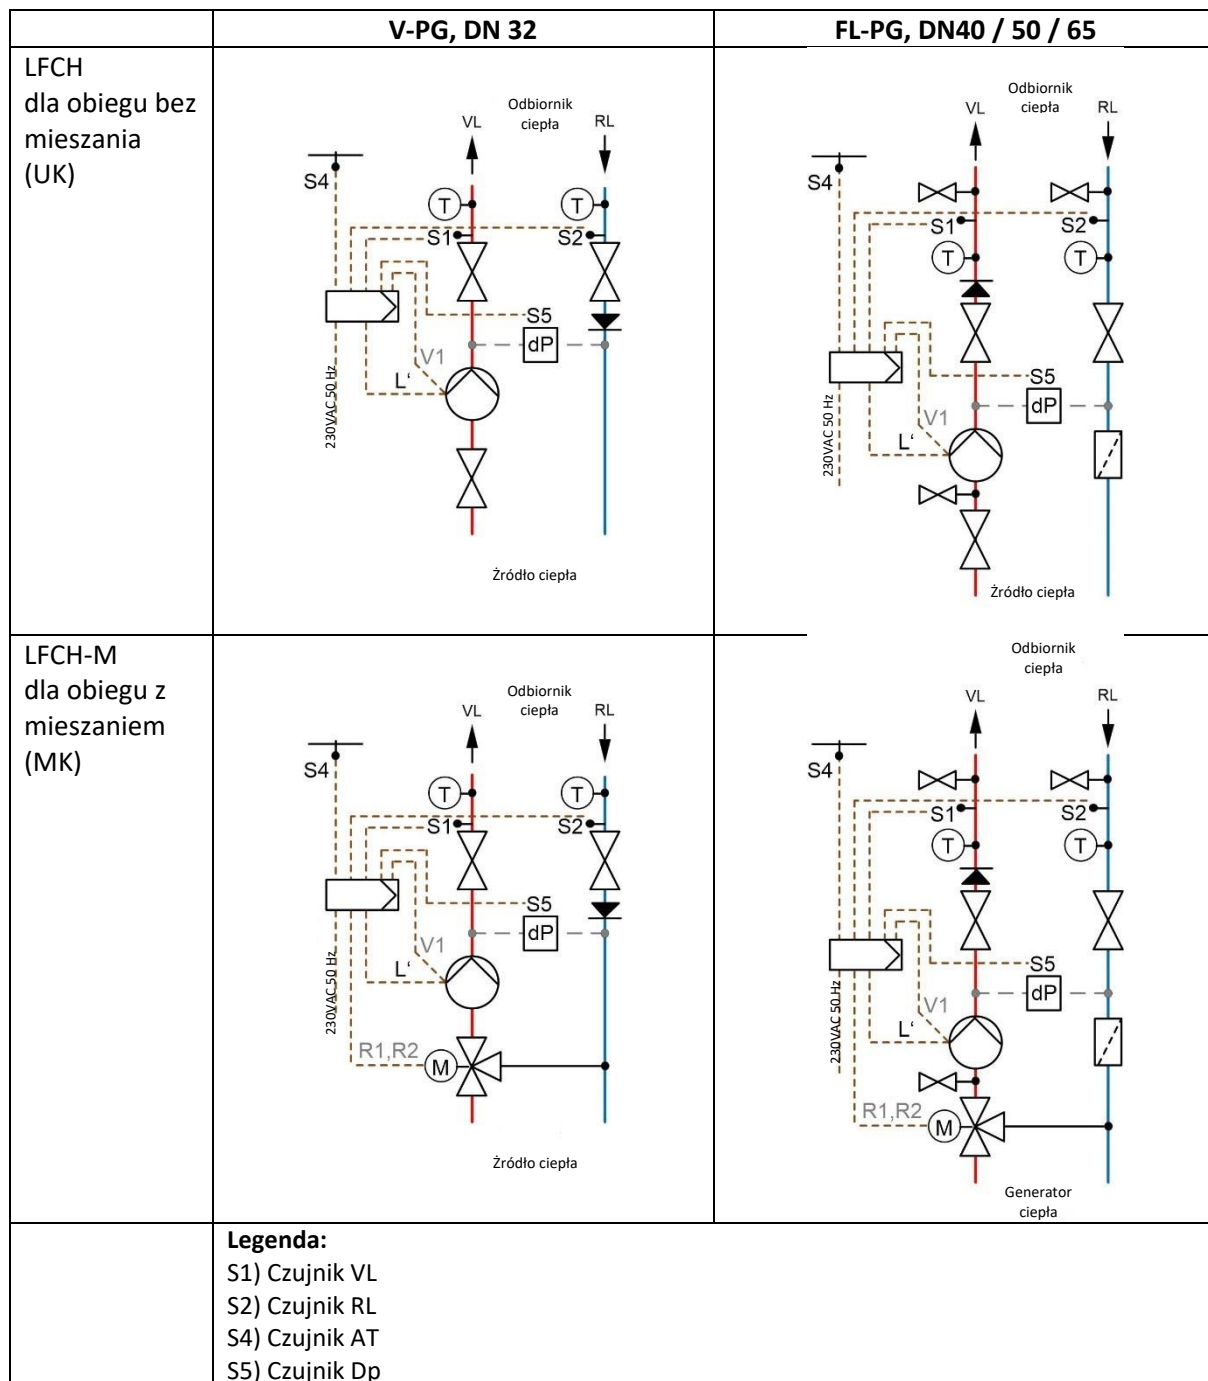 V-PG, DN 32
FL-PG, DN40 / 50 / 65
LFCH
dla obiegu bez
mieszania
(UK)
Odbiornik
ciepła
VL
RL
S4
T
T
S1
S2
S5
dP
V1
L‘
230VAC 50 Hz
Żródło ciepła
Odbiornik
ciepła
VL
RL
S4
S1
S2
T
T
S5
dP
V1
L‘
230VAC 50 Hz
Żródło ciepła
LFCH-M
dla obiegu z
mieszaniem
(MK)
Odbiornik
ciepła
VL
RL
S4
T
T
S1
S2
S5
dP
V1
L‘
230VAC 50 Hz
R1,R2
M
Żródło ciepła
Odbiornik
ciepła
VL
RL
S4
S1
S2
T
T
S5
dP
V1
L‘
230VAC 50 Hz
R1,R2
M
Generator
ciepła
Legenda:
S1) Czujnik VL
S2) Czujnik RL
S4) Czujnik AT
S5) Czujnik Dp